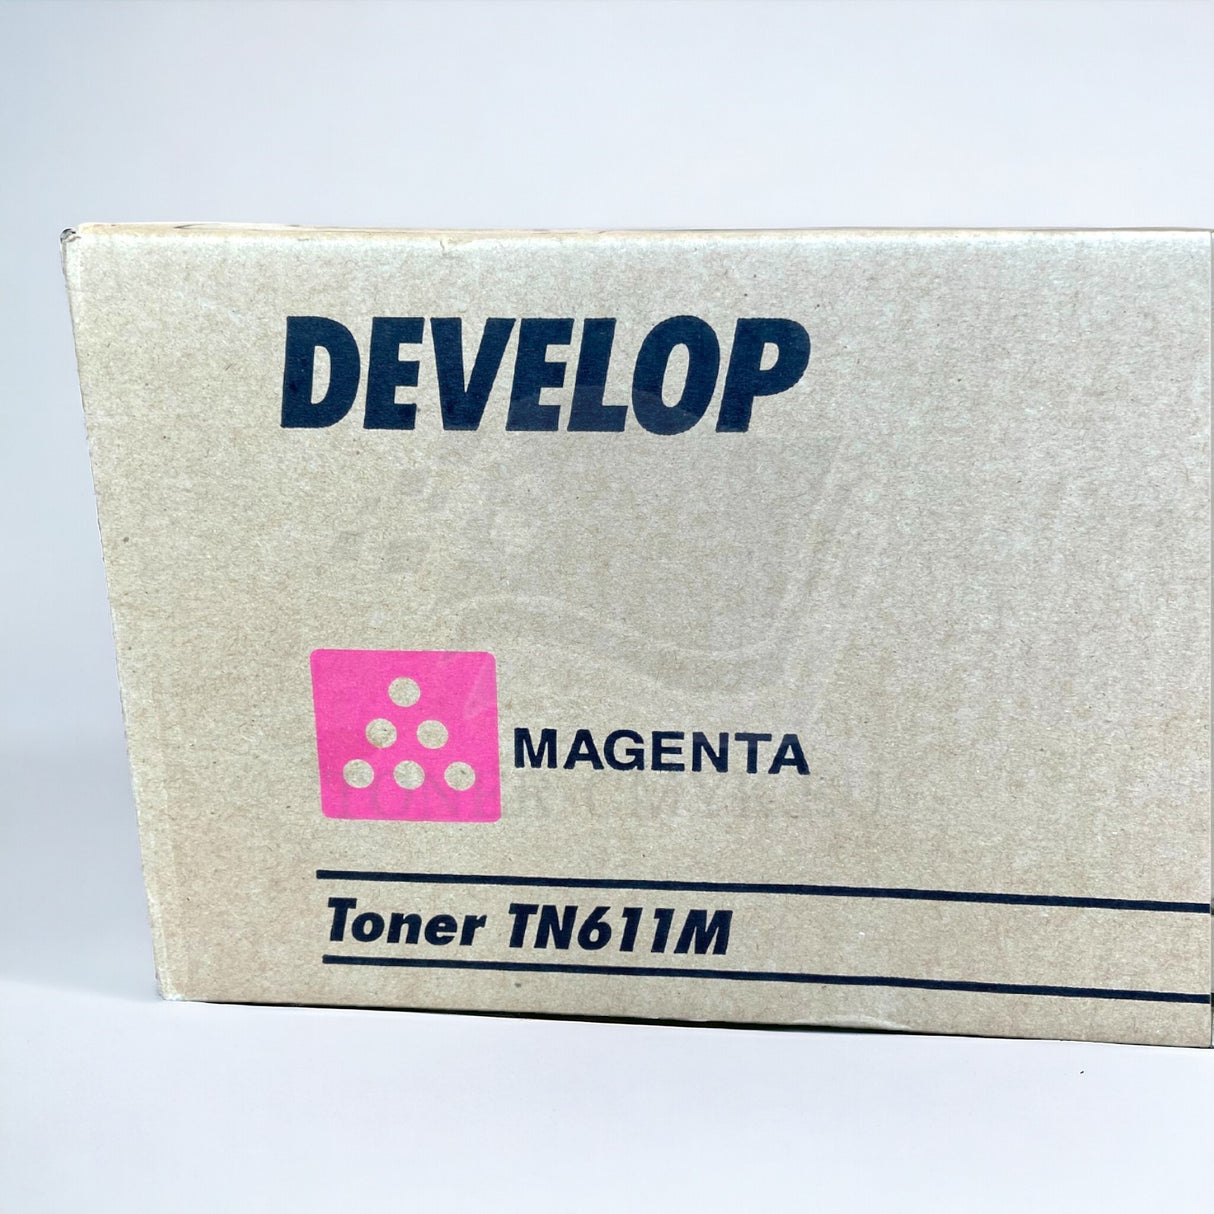 DEVELOP
MAGENTA
Toner TN611M